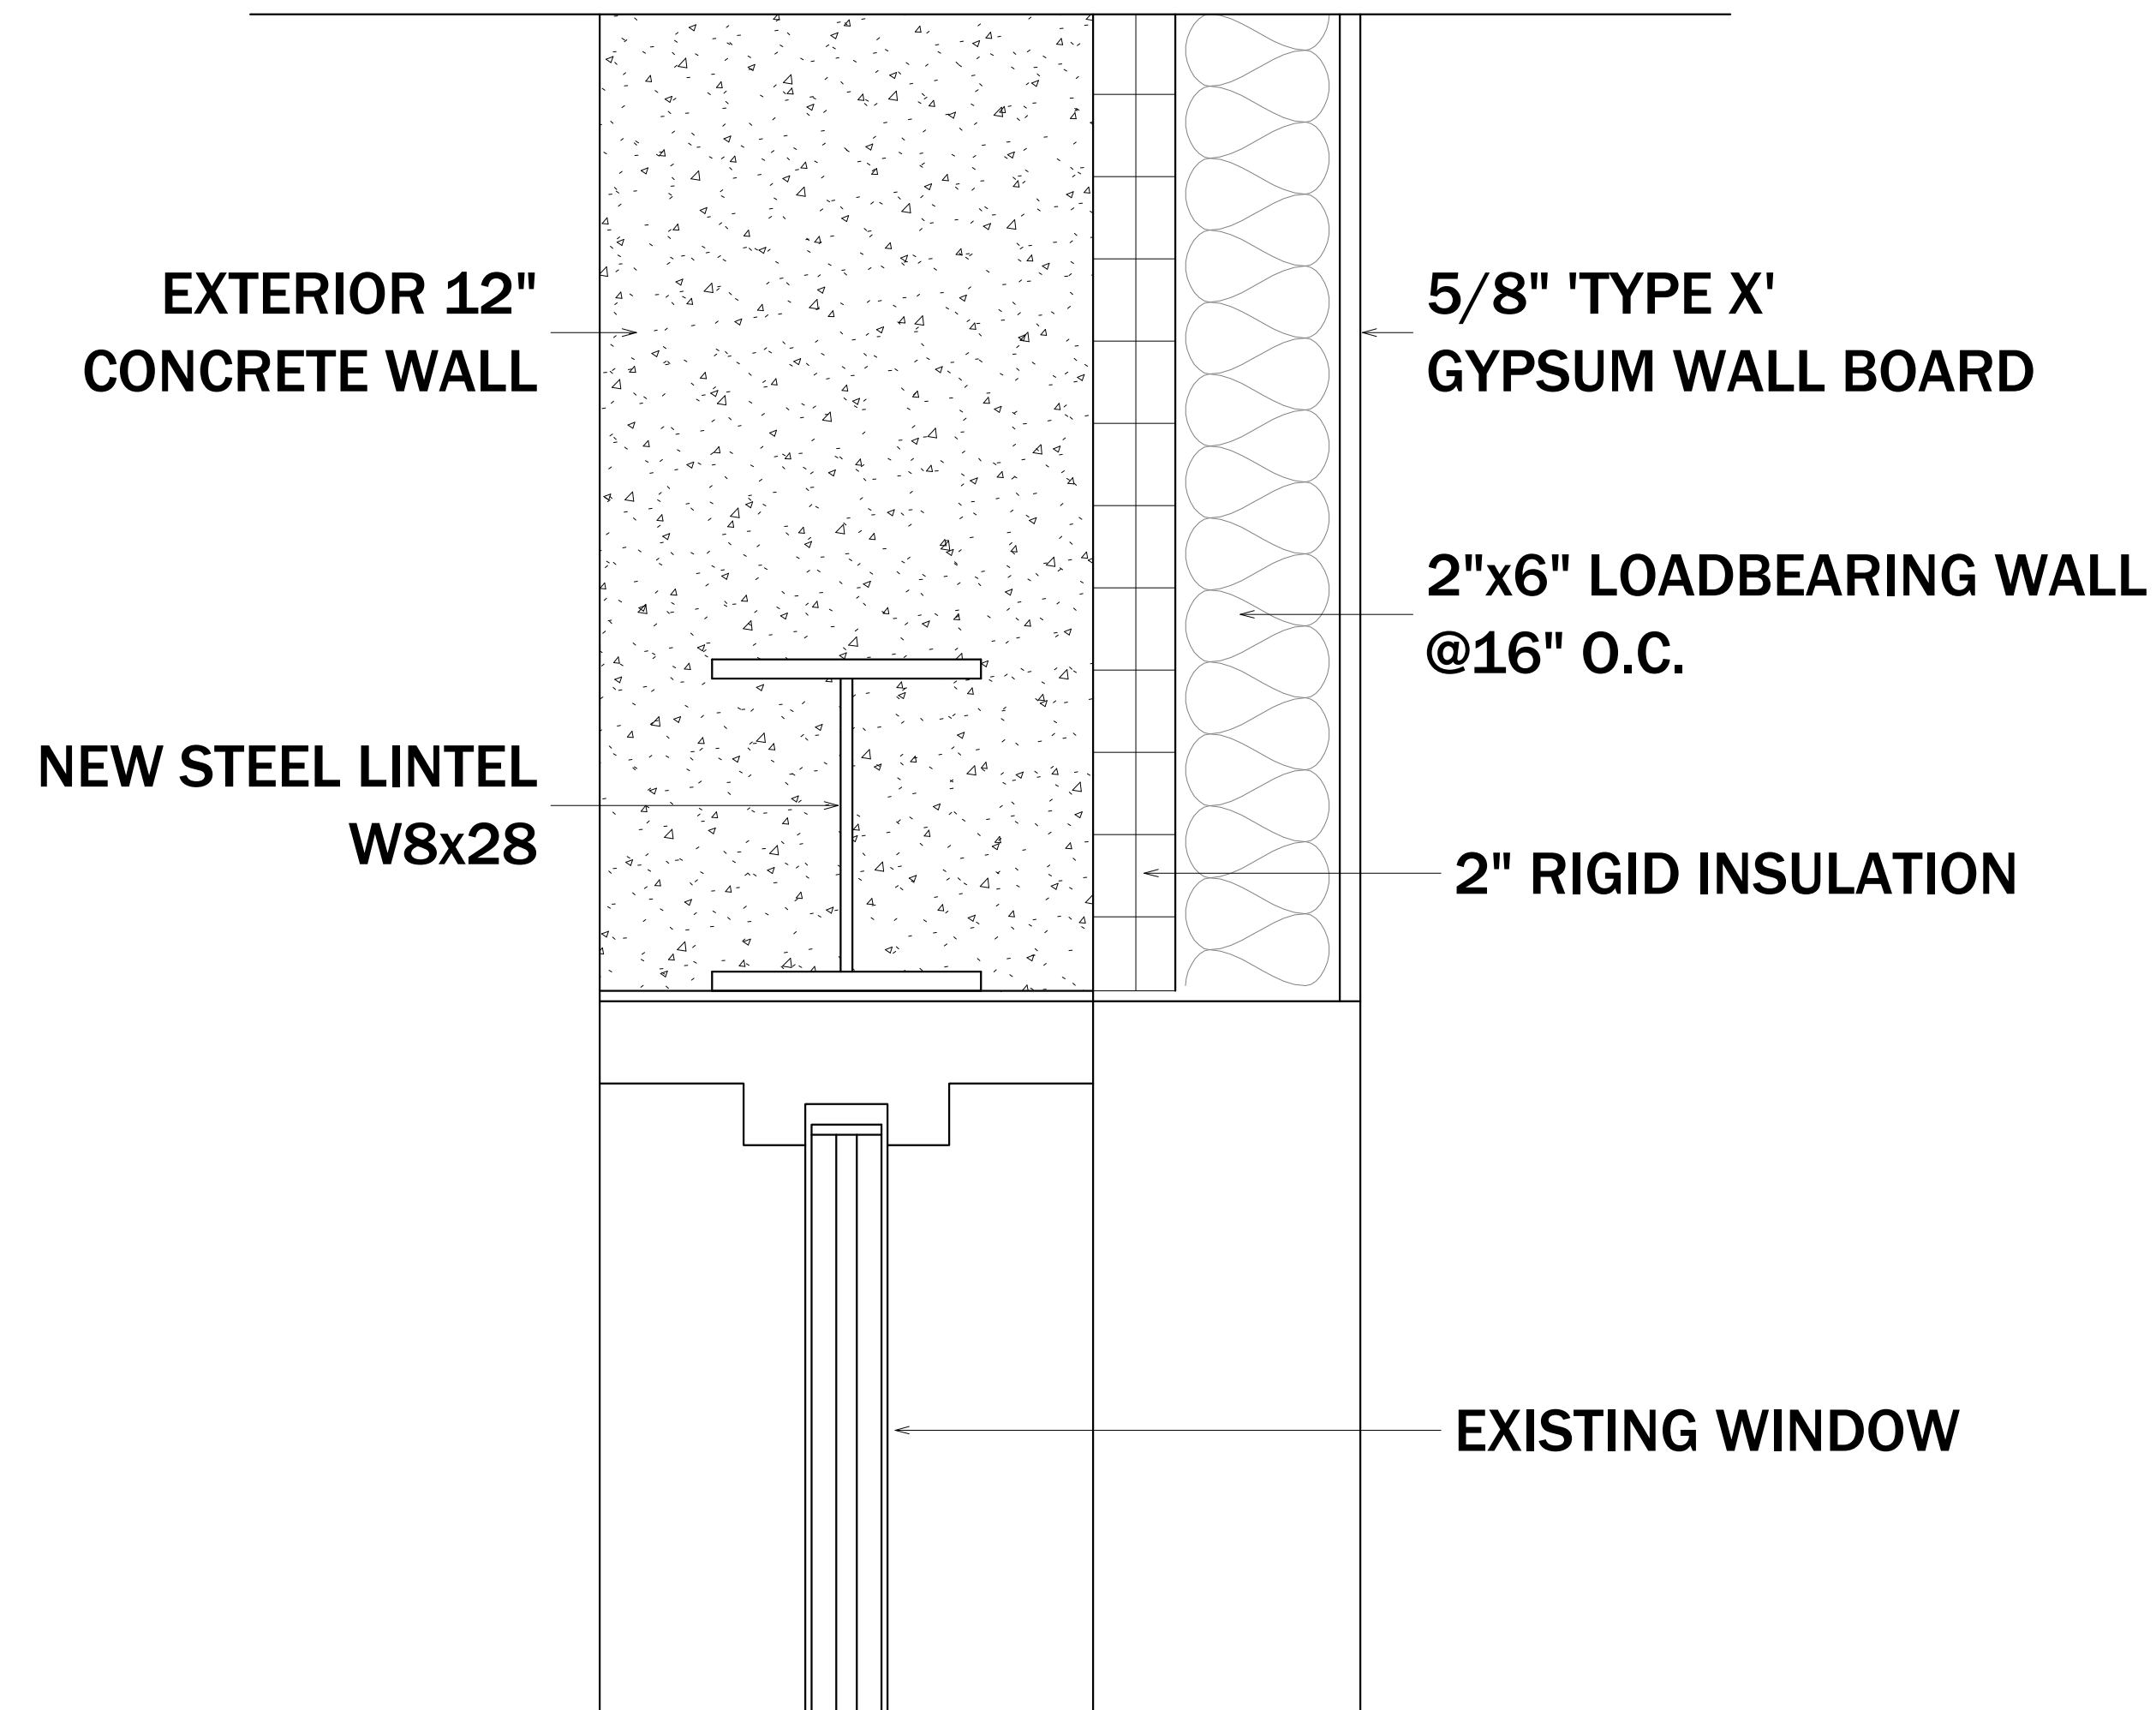 EXTERIOR 12"
CONCRETE WALL
NEW STEEL LINTEL
W8x28
5/8" "TYPE X'
GYPSUM WALL BOARD
2"x6" LOADBEARING WALL
@16" O.C.
2" RIGID INSULATION
EXISTING WINDOW